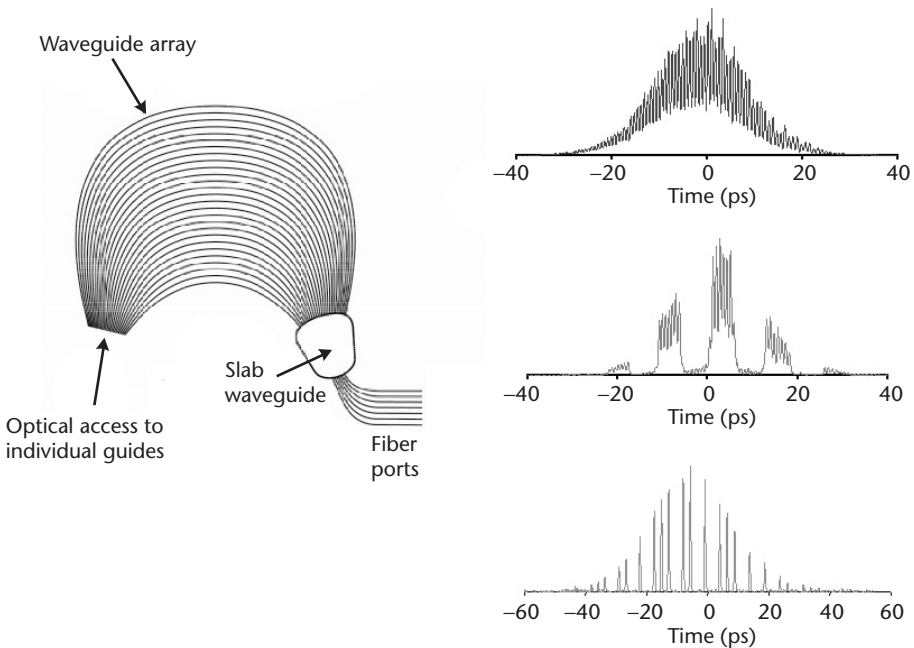 Waveguide array
Slab
waveguide
Optical access to
individual guides
Fiber
ports
−40 −20 0 20 40
Time (ps)
−40 −20 0 20 40
Time (ps)
−60 −40 −20 0 20 40 60
Time (ps)